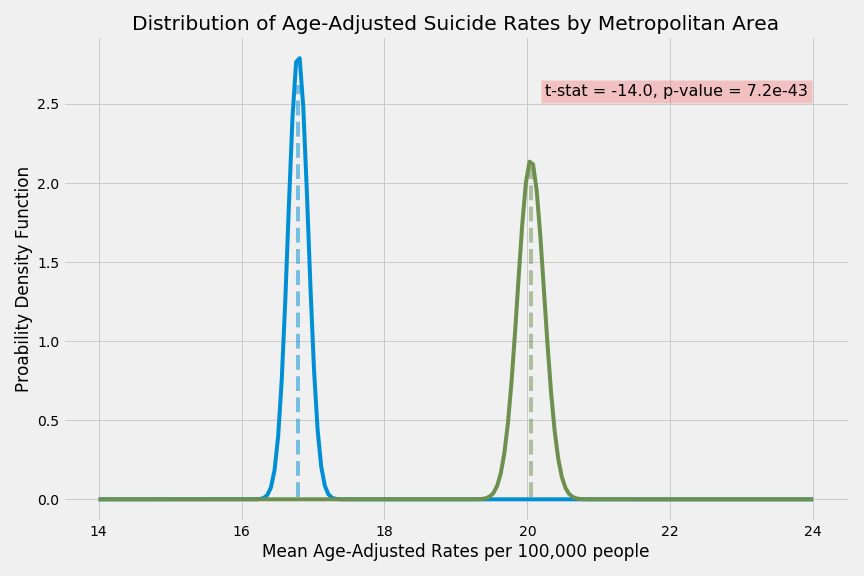 Distribution of Age-Adjusted Suicide Rates by Metropolitan Area
t-stat = -14.0, p-value = 7.2e-43
Proability Density Function
2.5
2.0
1.5
1.0
0.5
0.0
14 16 18 20 22 24
Mean Age-Adjusted Rates per 100,000 people